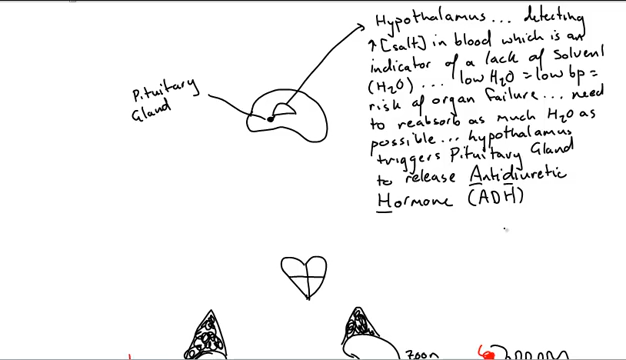 Hypothalamus... detecting
↑ [salt] in blood which is an
indicator of a lack of Solvent
(H2O)... low H2O = low bp =
risk of organ failure... need
to reabsorb as much H2O as
possible... hypothalamus
triggers Pituitary Gland
to release Antidiuretic
Hormone (ADH)
Pituitary
Gland
Zoom